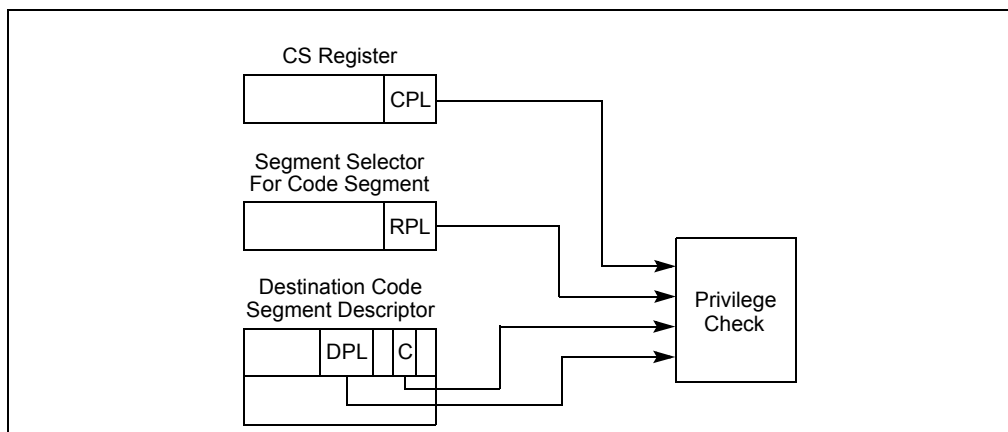 CS Register
CPL
Segment Selector
For Code Segment
RPL
Destination Code
Segment Descriptor
DPL
C
Privilege
Check